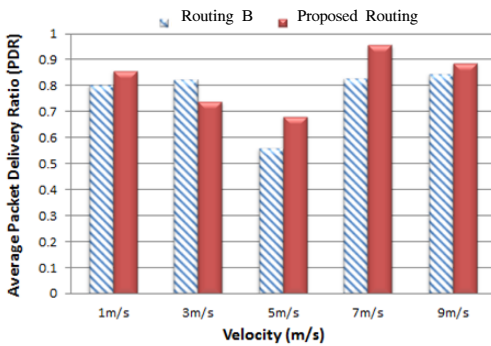 Routing B Proposed Routing
Average Packet Delivery Ratio (PDR)
1
0.9
0.8
0.7
0.6
0.5
0.4
0.3
0.2
0.1
0
1m/s 3m/s 5m/s 7m/s 9m/s
Velocity (m/s)